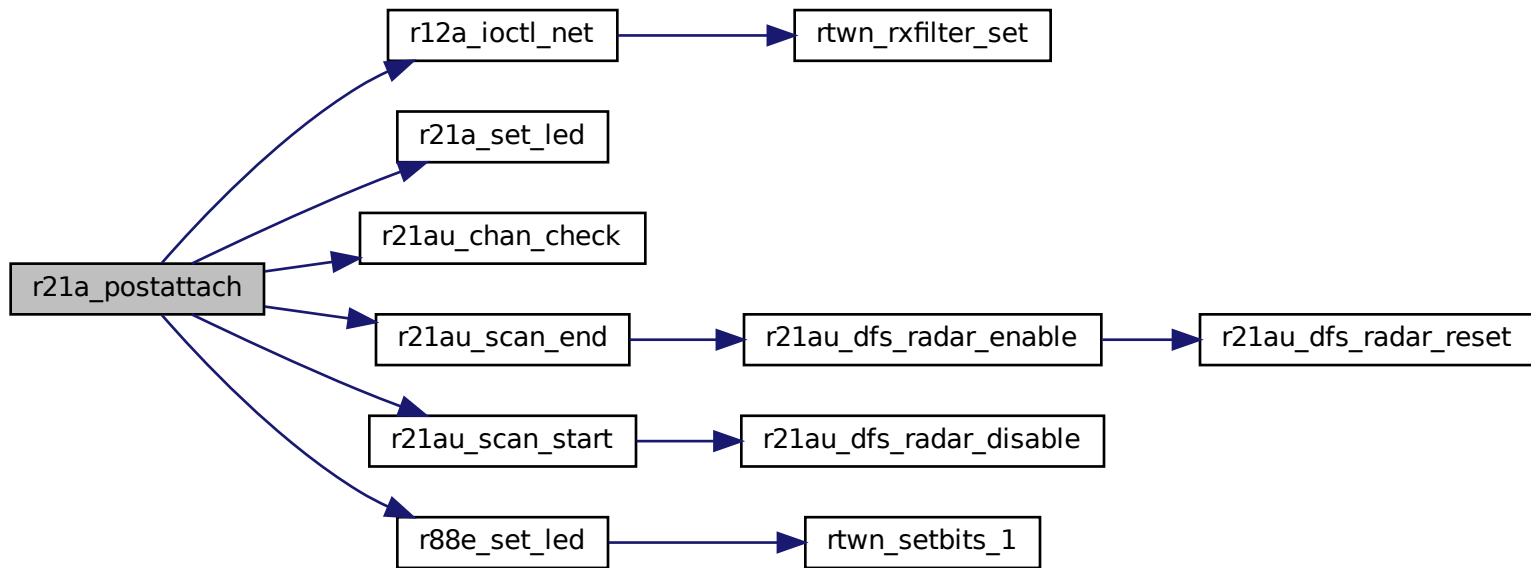 r12a_ioctl_net
rtwn_rxfilter_set
r21a_set_led
r21au_chan_check
r21a_postattach
r21au_scan_end
r21au_dfs_radar_enable
r21au_dfs_radar_reset
r21au_scan_start
r21au_dfs_radar_disable
r88e_set_led
rtwn_setbits_1